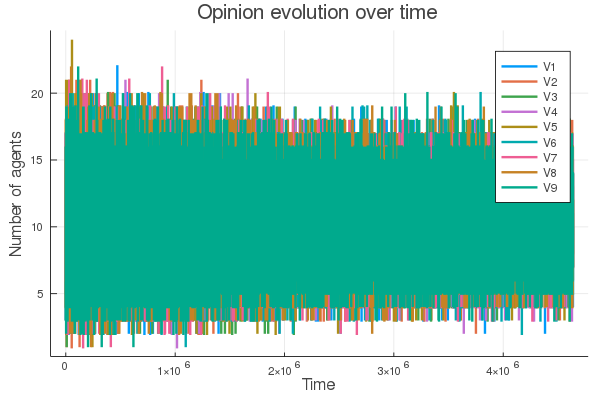 Opinion evolution over time
Number of agents
20
15
10
5
V1
V2
V3
V4
V5
V6
V7
V8
V9
0
1×10 6
2×10 6
3×10 6
4×10 6
Time